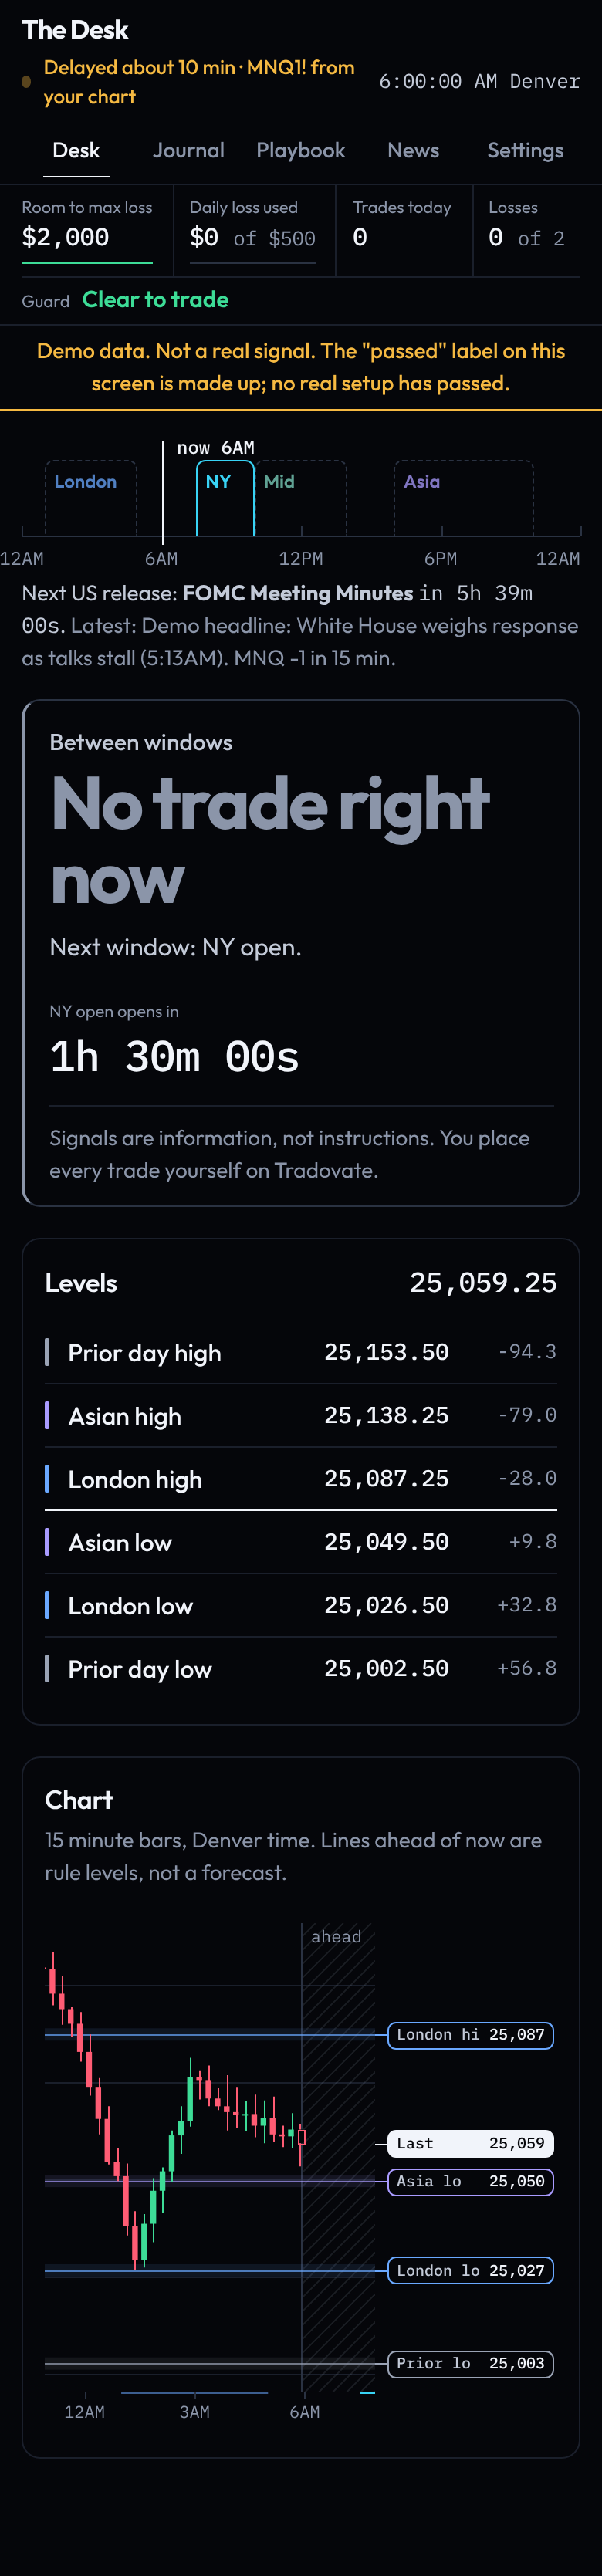 The Desk
Delayed about 10 min · MNQ1! from
your chart
6:00:00 AM Denver
Desk Journal Playbook News Settings
Room to max loss Daily loss used Trades today Losses
$2,000 $0 of $500 0 0 of 2
Guard Clear to trade
Demo data. Not a real signal. The "passed" label on this
screen is made up; no real setup has passed.
now 6AM
London NY Mid Asia
12AM 6AM 12PM 6PM 12AM
Next US release: FOMC Meeting Minutes in 5h 39m
00s. Latest: Demo headline: White House weighs response
as talks stall (5:13AM). MNQ -1 in 15 min.
Between windows
No trade right
now
Next window: NY open.
NY open opens in
1h 30m 00s
Signals are information, not instructions. You place
every trade yourself on Tradovate.
Levels 25,059.25
Prior day high 25,153.50 -94.3
Asian high 25,138.25 -79.0
London high 25,087.25 -28.0
Asian low 25,049.50 +9.8
London low 25,026.50 +32.8
Prior day low 25,002.50 +56.8
Chart
15 minute bars, Denver time. Lines ahead of now are
rule levels, not a forecast.
ahead
London hi 25,087
Last 25,059
Asia lo 25,050
London lo 25,027
Prior lo 25,003
12AM 3AM 6AM